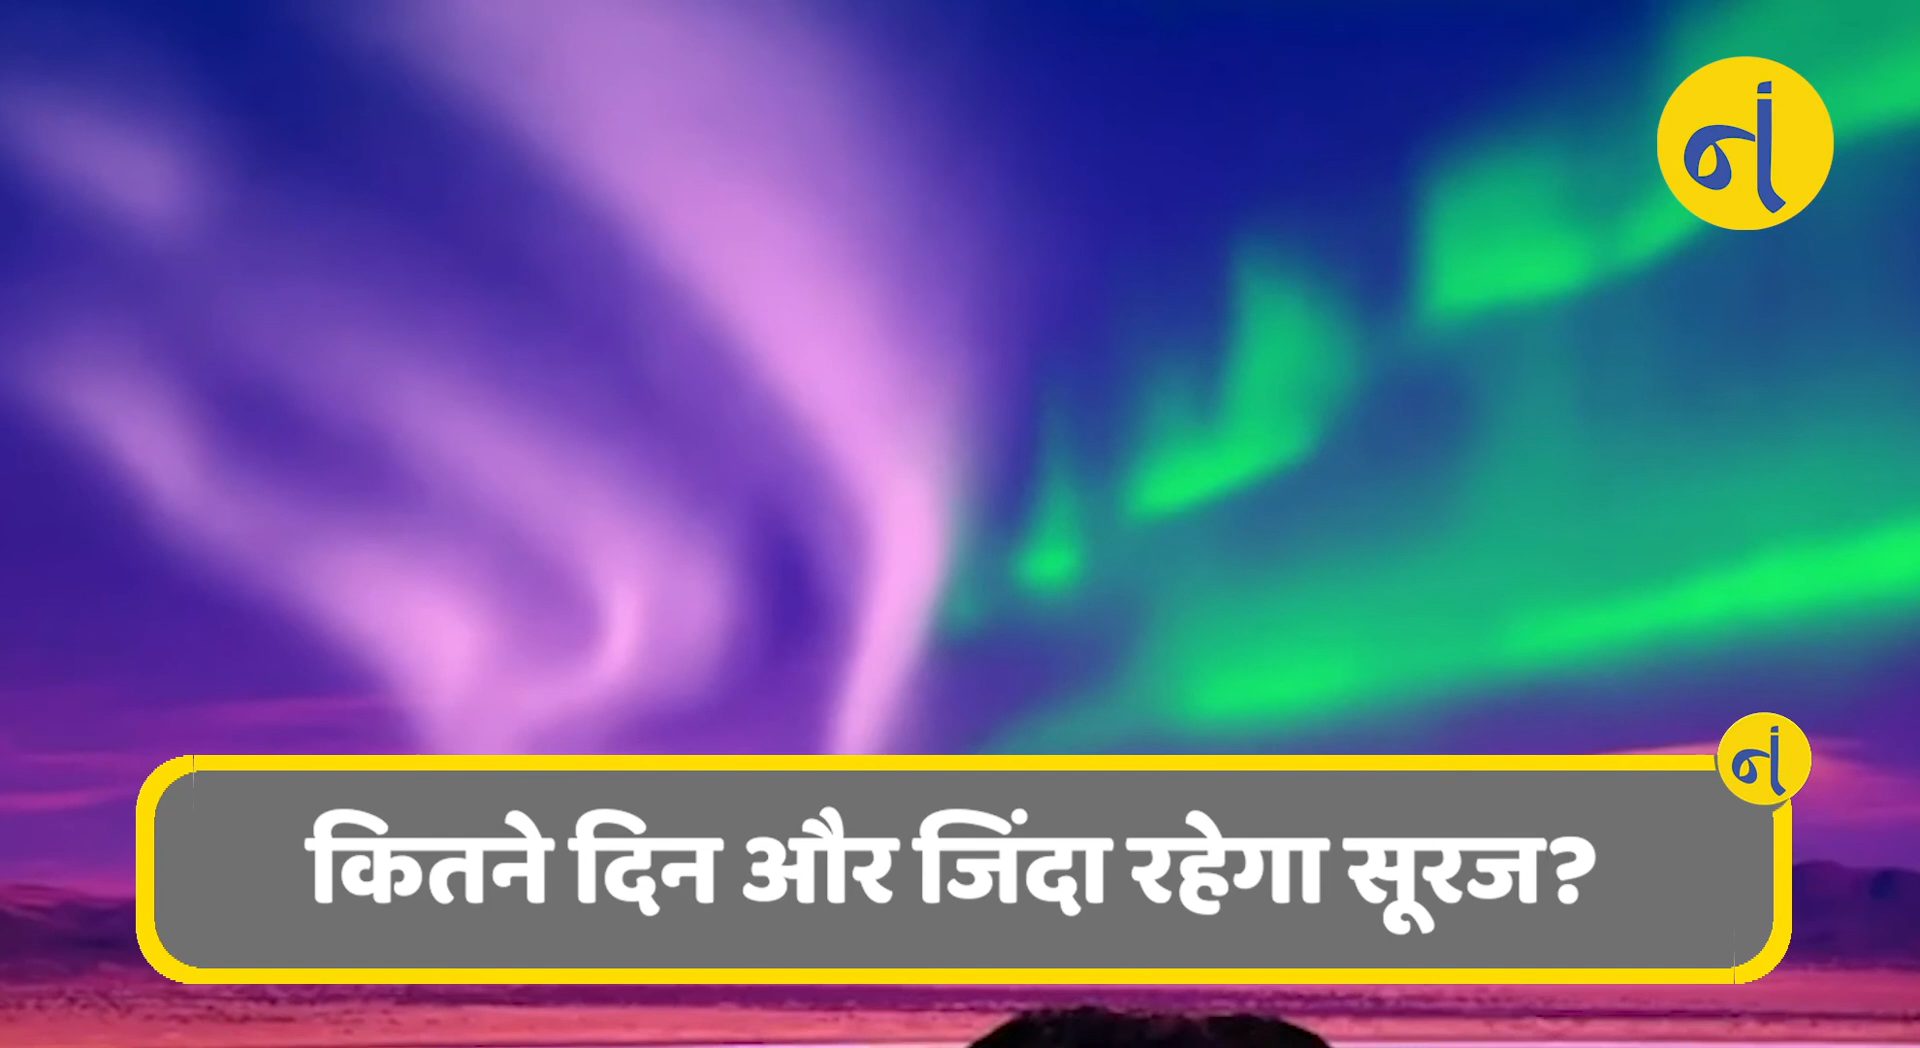 નં
નં
कितने दिन और जिंदा रहेगा सूरज?